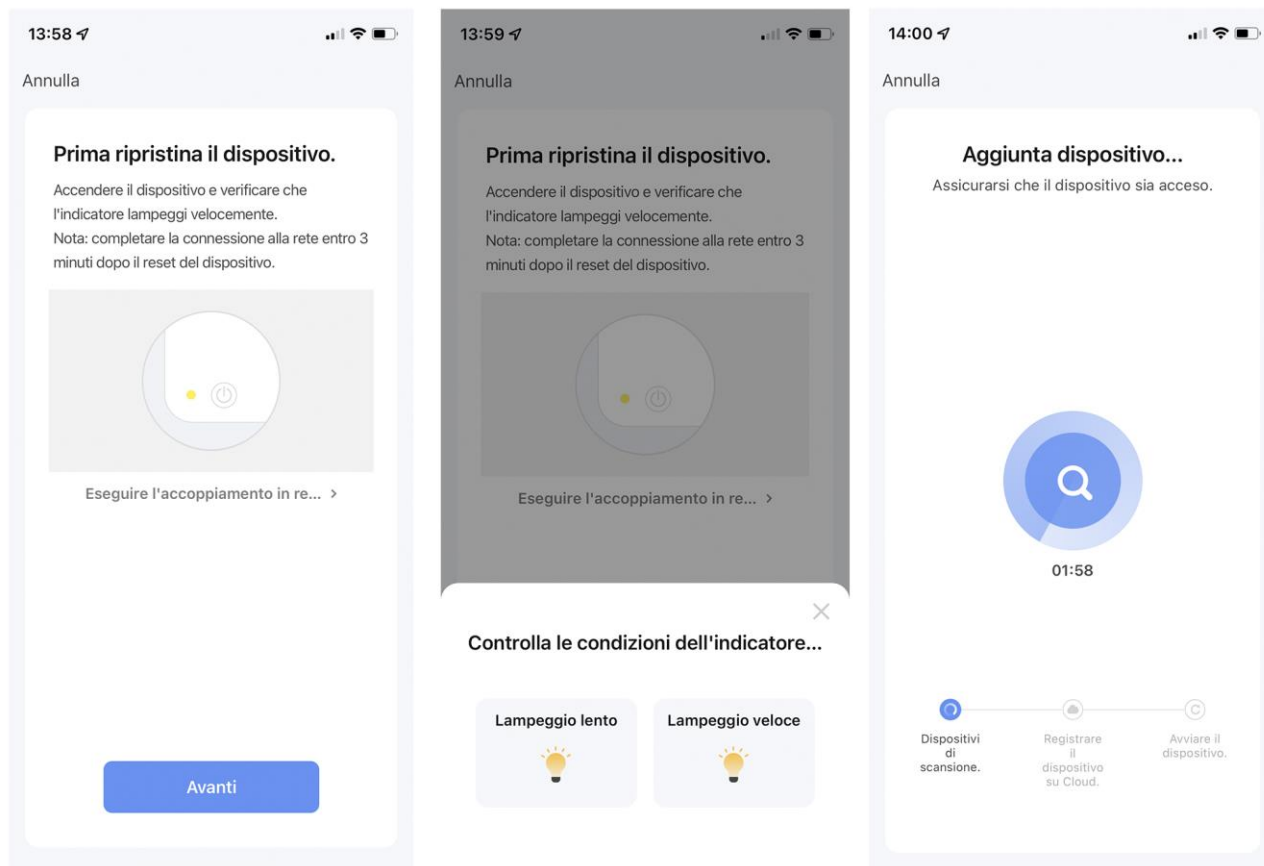 13:58
Annulla
Prima ripristina il dispositivo.
Accendere il dispositivo e verificare che
l'indicatore lampeggi velocemente.
Nota: completare la connessione alla rete entro 3
minuti dopo il reset del dispositivo.
Eseguire l'accoppiamento in re... >
Avanti
13:59
Annulla
Prima ripristina il dispositivo.
Accendere il dispositivo e verificare che
l'indicatore lampeggi velocemente.
Nota: completare la connessione alla rete entro 3
minuti dopo il reset del dispositivo.
Eseguire l'accoppiamento in re... >
Controlla le condizioni dell'indicatore...
Lampeggio lento
Lampeggio veloce
14:00
Annulla
Aggiunta dispositivo...
Assicurarsi che il dispositivo sia acceso.
01:58
Dispositivi
di
scansione.
Registrare
il
dispositivo
su Cloud.
Avviare il
dispositivo.